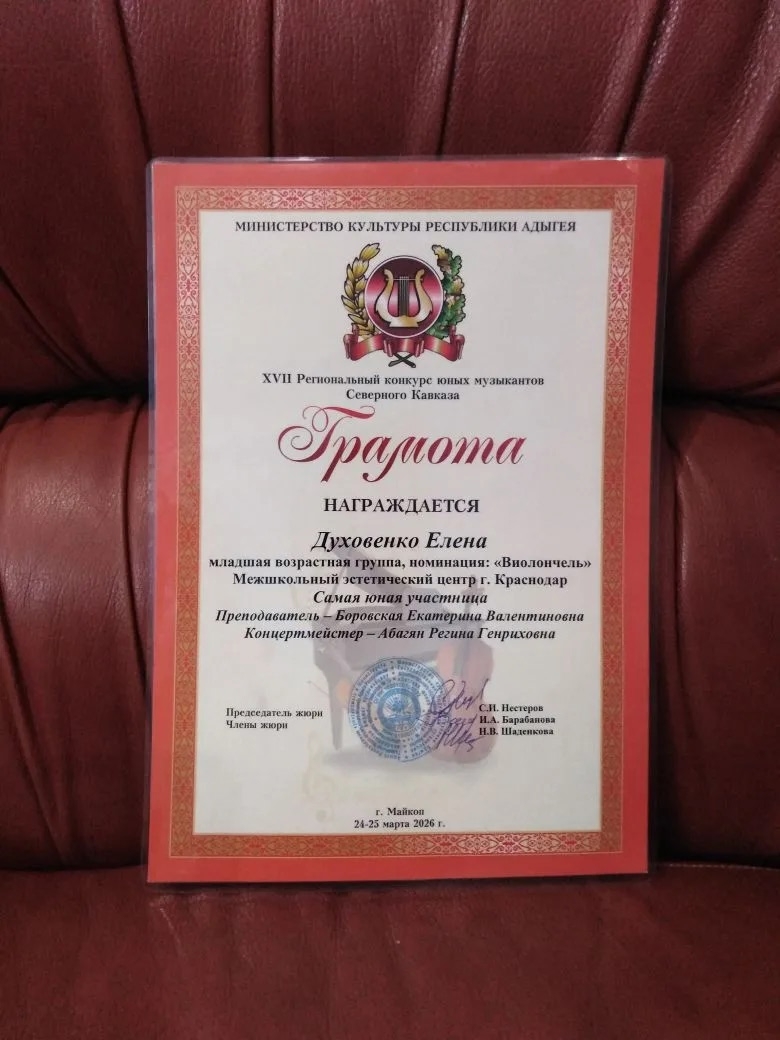 МИНИСТЕРСТВО КУЛЬТУРЫ РЕСПУБЛИКИ АДЫГЕЯ
XVII Региональный конкурс юных музыкантов
Северного Кавказа
Грамота
НАГРАЖДАЕТСЯ
Духовенко Елена
младшая возрастная группа, номинация: «Виолончель»
Межшкольный эстетический центр г. Краснодар
Самая юная участница
Преподаватель – Боровская Екатерина Валентиновна
Концертмейстер – Абагян Регина Генриховна
Председатель жюри
Члены жюри
С.И. Нестеров
И.А. Барабанова
Н.В. Шаденкова
г. Майкоп
24-25 марта 2026 г.